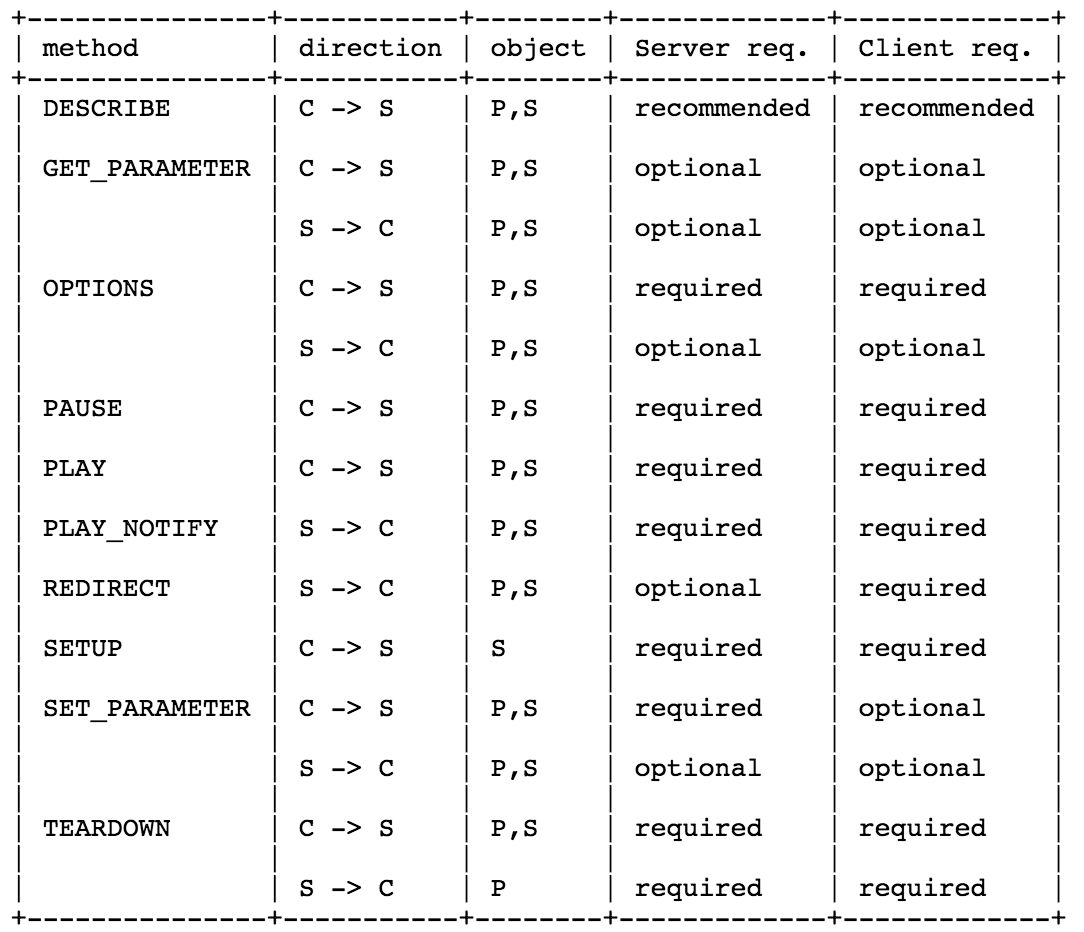 +---------------+-----------+--------+-------------+-------------+
| method        | direction | object | Server req. | Client req. |
+---------------+-----------+--------+-------------+-------------+
| DESCRIBE      | C -> S    | P,S    | recommended | recommended |
|               |           |        |             |             |
| GET_PARAMETER | C -> S    | P,S    | optional    | optional    |
|               |           |        |             |             |
|               | S -> C    | P,S    | optional    | optional    |
|               |           |        |             |             |
| OPTIONS       | C -> S    | P,S    | required    | required    |
|               |           |        |             |             |
|               | S -> C    | P,S    | optional    | optional    |
|               |           |        |             |             |
| PAUSE         | C -> S    | P,S    | required    | required    |
|               |           |        |             |             |
| PLAY          | C -> S    | P,S    | required    | required    |
|               |           |        |             |             |
| PLAY_NOTIFY   | S -> C    | P,S    | required    | required    |
|               |           |        |             |             |
| REDIRECT      | S -> C    | P,S    | optional    | required    |
|               |           |        |             |             |
| SETUP         | C -> S    | S      | required    | required    |
|               |           |        |             |             |
| SET_PARAMETER | C -> S    | P,S    | required    | optional    |
|               |           |        |             |             |
|               | S -> C    | P,S    | optional    | optional    |
|               |           |        |             |             |
| TEARDOWN      | C -> S    | P,S    | required    | required    |
|               |           |        |             |             |
|               | S -> C    | P      | required    | required    |
+---------------+-----------+--------+-------------+-------------+